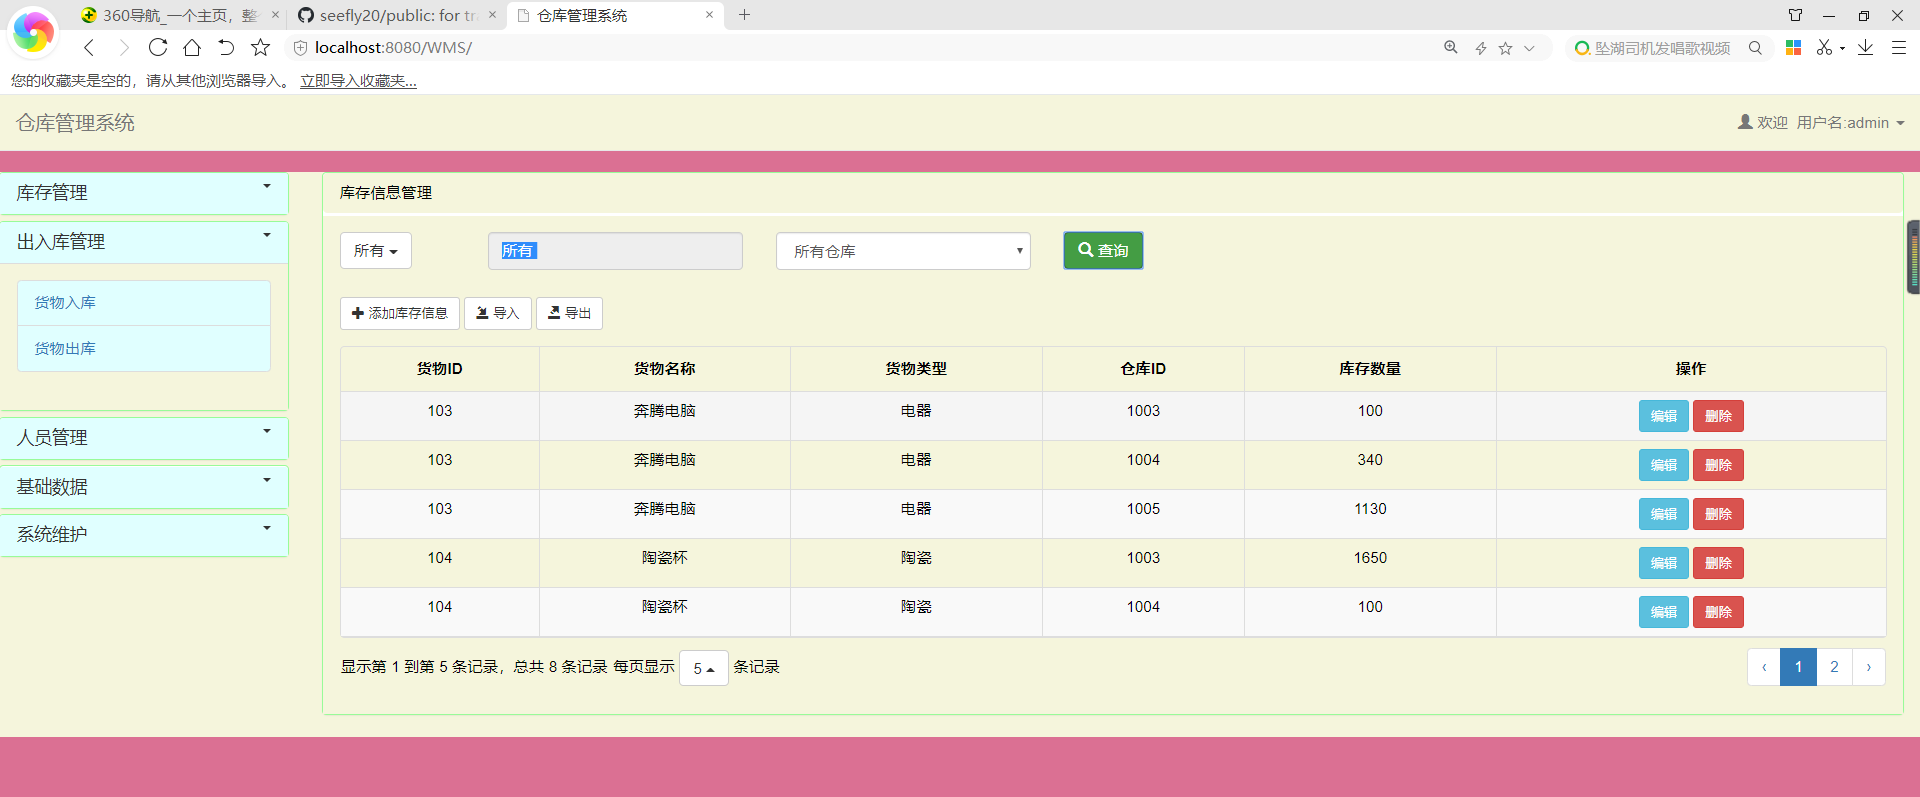 360导航_一个主页，整个
seefly20/public: for tra
仓库管理系统
localhost:8080/WMS/
坠湖司机发唱歌视频
您的收藏夹是空的，请从其他浏览器导入。 立即导入收藏夹...
仓库管理系统
欢迎 用户名:admin
库存管理
出入库管理
货物入库
货物出库
人员管理
基础数据
系统维护
库存信息管理
所有 所有 所有仓库 查询
添加库存信息 导入 导出
货物ID 货物名称 货物类型 仓库ID 库存数量 操作
103 奔腾电脑 电器 1003 100 编辑 删除
103 奔腾电脑 电器 1004 340 编辑 删除
103 奔腾电脑 电器 1005 1130 编辑 删除
104 陶瓷杯 陶瓷 1003 1650 编辑 删除
104 陶瓷杯 陶瓷 1004 100 编辑 删除
显示第 1 到第 5 条记录，总共 8 条记录 每页显示 5 条记录
‹ 1 2 ›